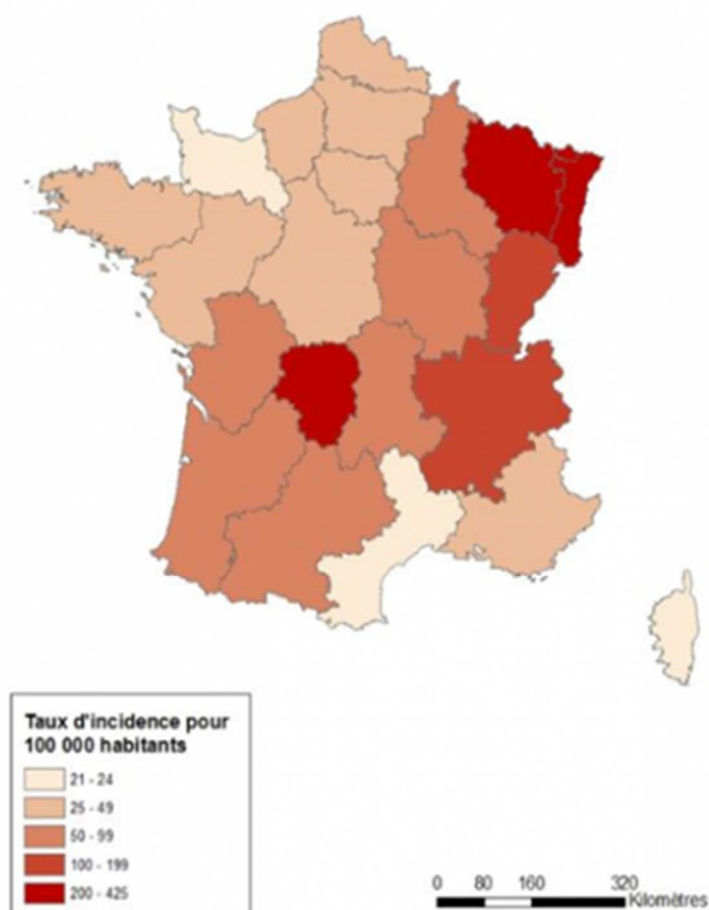 Taux d'incidence pour
100 000 habitants
21 - 24
25 - 49
50 - 99
100 - 199
200 - 425
0 80 160 320
Kilomètres